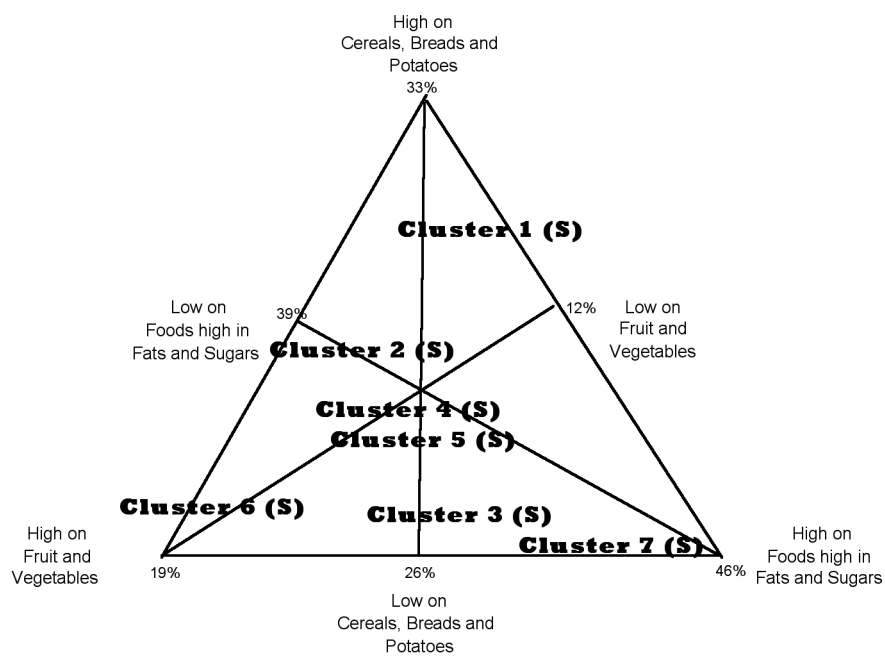 High on
Cereals, Breads and
Potatoes
33%
Cluster 1 (S)
Low on
Foods high in
Fats and Sugars
39%
12%
Low on
Fruit and
Vegetables
Cluster 2 (S)
Cluster 4 (S)
Cluster 5 (S)
Cluster 6 (S)
Cluster 3 (S)
Cluster 7 (S)
High on
Fruit and
Vegetables
19%
26%
46%
High on
Foods high in
Fats and Sugars
Low on
Cereals, Breads and
Potatoes